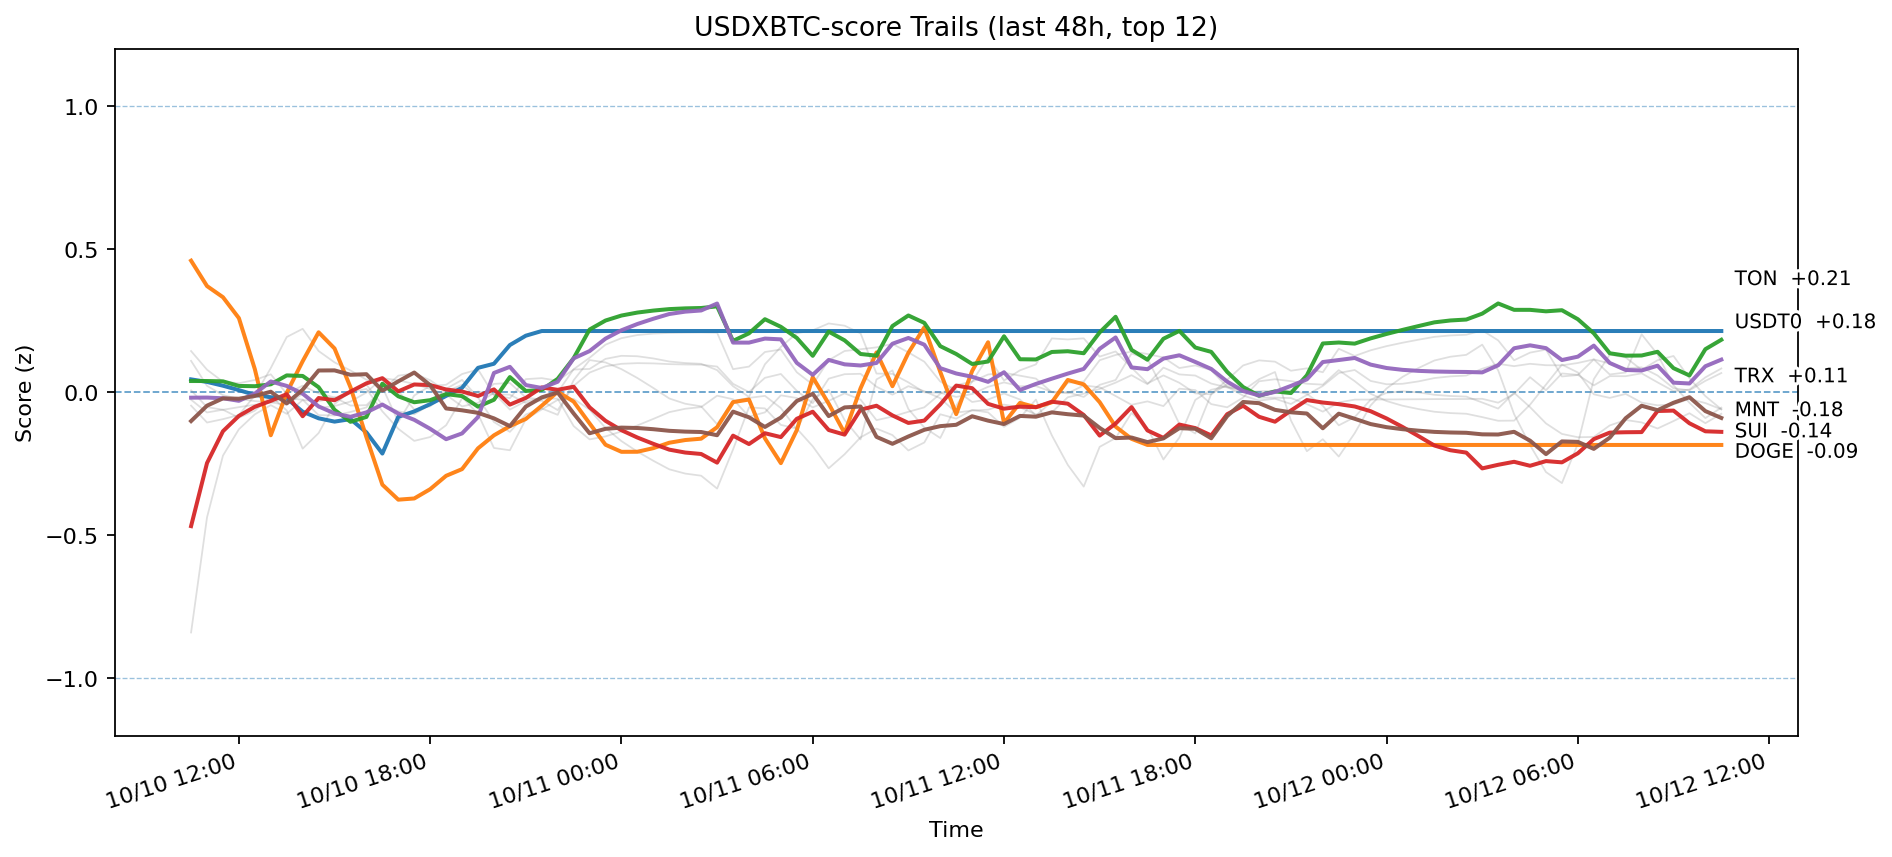 USDXBTC-score Trails (last 48h, top 12)
Score (z)
1.0
0.5
0.0
−0.5
−1.0
TON +0.21
USDT0 +0.18
TRX +0.11
MNT -0.18
SUI -0.14
DOGE -0.09
10/10 12:00
10/10 18:00
10/11 00:00
10/11 06:00
10/11 12:00
10/11 18:00
10/12 00:00
10/12 06:00
10/12 12:00
Time